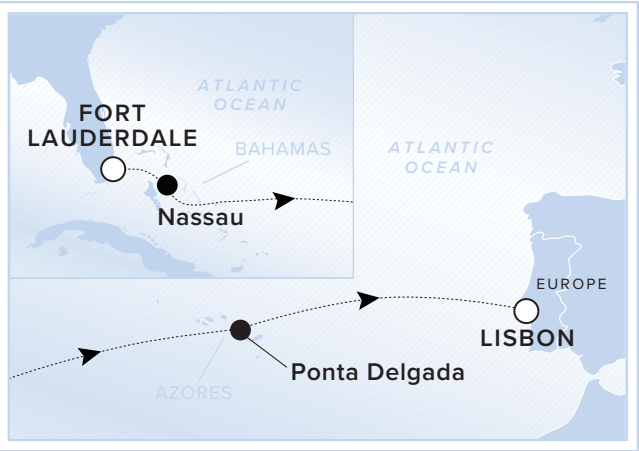 ATLANTIC
OCEAN
FORT
LAUDERDALE
BAHAMAS
Nassau
ATLANTIC
OCEAN
EUROPE
LISBON
Ponta Delgada
AZORES